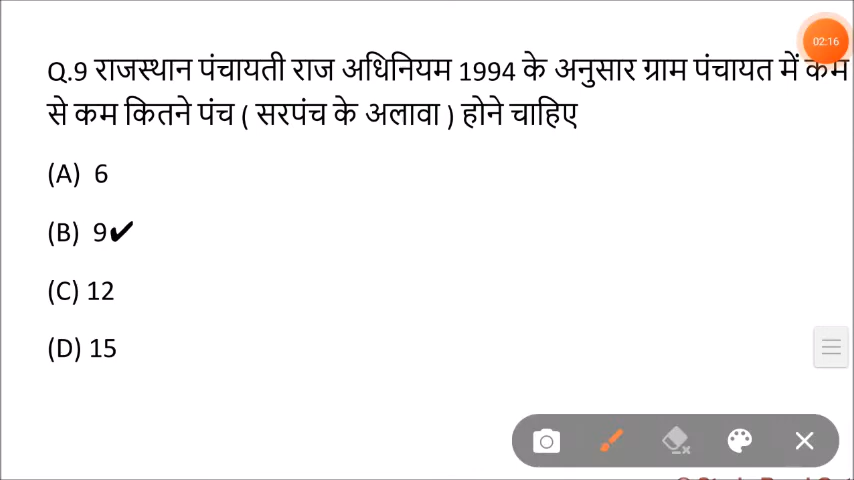 02:16
Q.9 राजस्थान पंचायती राज अधिनियम 1994 के अनुसार ग्राम पंचायत में कम
से कम कितने पंच ( सरपंच के अलावा ) होने चाहिए
(A) 6
(B) 9✔
(C) 12
(D) 15